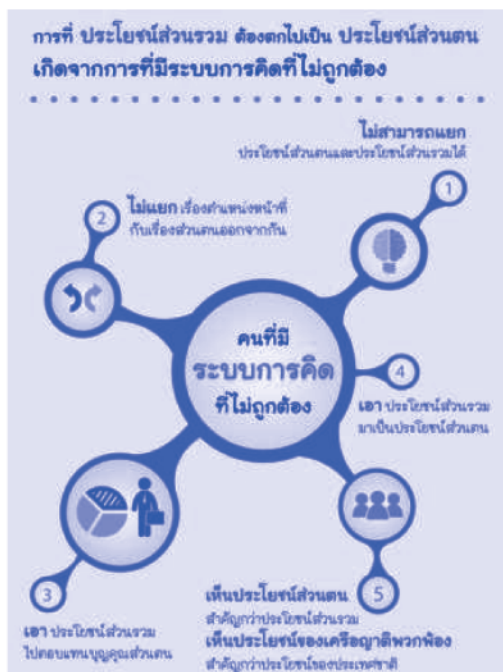 การที่ ประโยชน์ส่วนรวม ต้องตกไปเป็น ประโยชน์ส่วนตน
เกิดจากการที่มีระบบการคิดที่ไม่ถูกต้อง
ไม่สามารถแยก
ประโยชน์ส่วนตนและประโยชน์ส่วนรวมได้
1
2
ไม่แยก เรื่องตำแหน่งหน้าที่
กับเรื่องส่วนตนออกจากกัน
คนที่มี
ระบบการคิด
ที่ไม่ถูกต้อง
4
เอา ประโยชน์ส่วนรวม
มาเป็นประโยชน์ส่วนตน
3
เอา ประโยชน์ส่วนรวม
ไปตอบแทนบุญคุณส่วนตน
5
เห็นประโยชน์ส่วนตน
สำคัญกว่าประโยชน์ส่วนรวม
เห็นประโยชน์ของเครือญาติพวกพ้อง
สำคัญกว่าประโยชน์ของประเทศชาติ